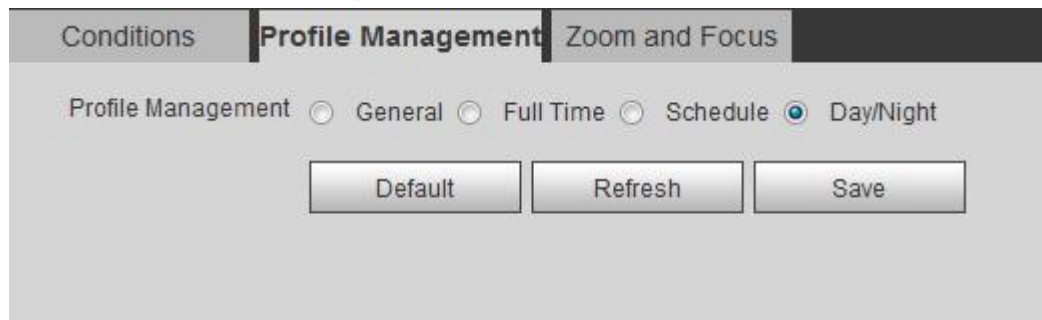 Conditions Profile Management Zoom and Focus
Profile Management General Full Time Schedule Day/Night
Default Refresh Save